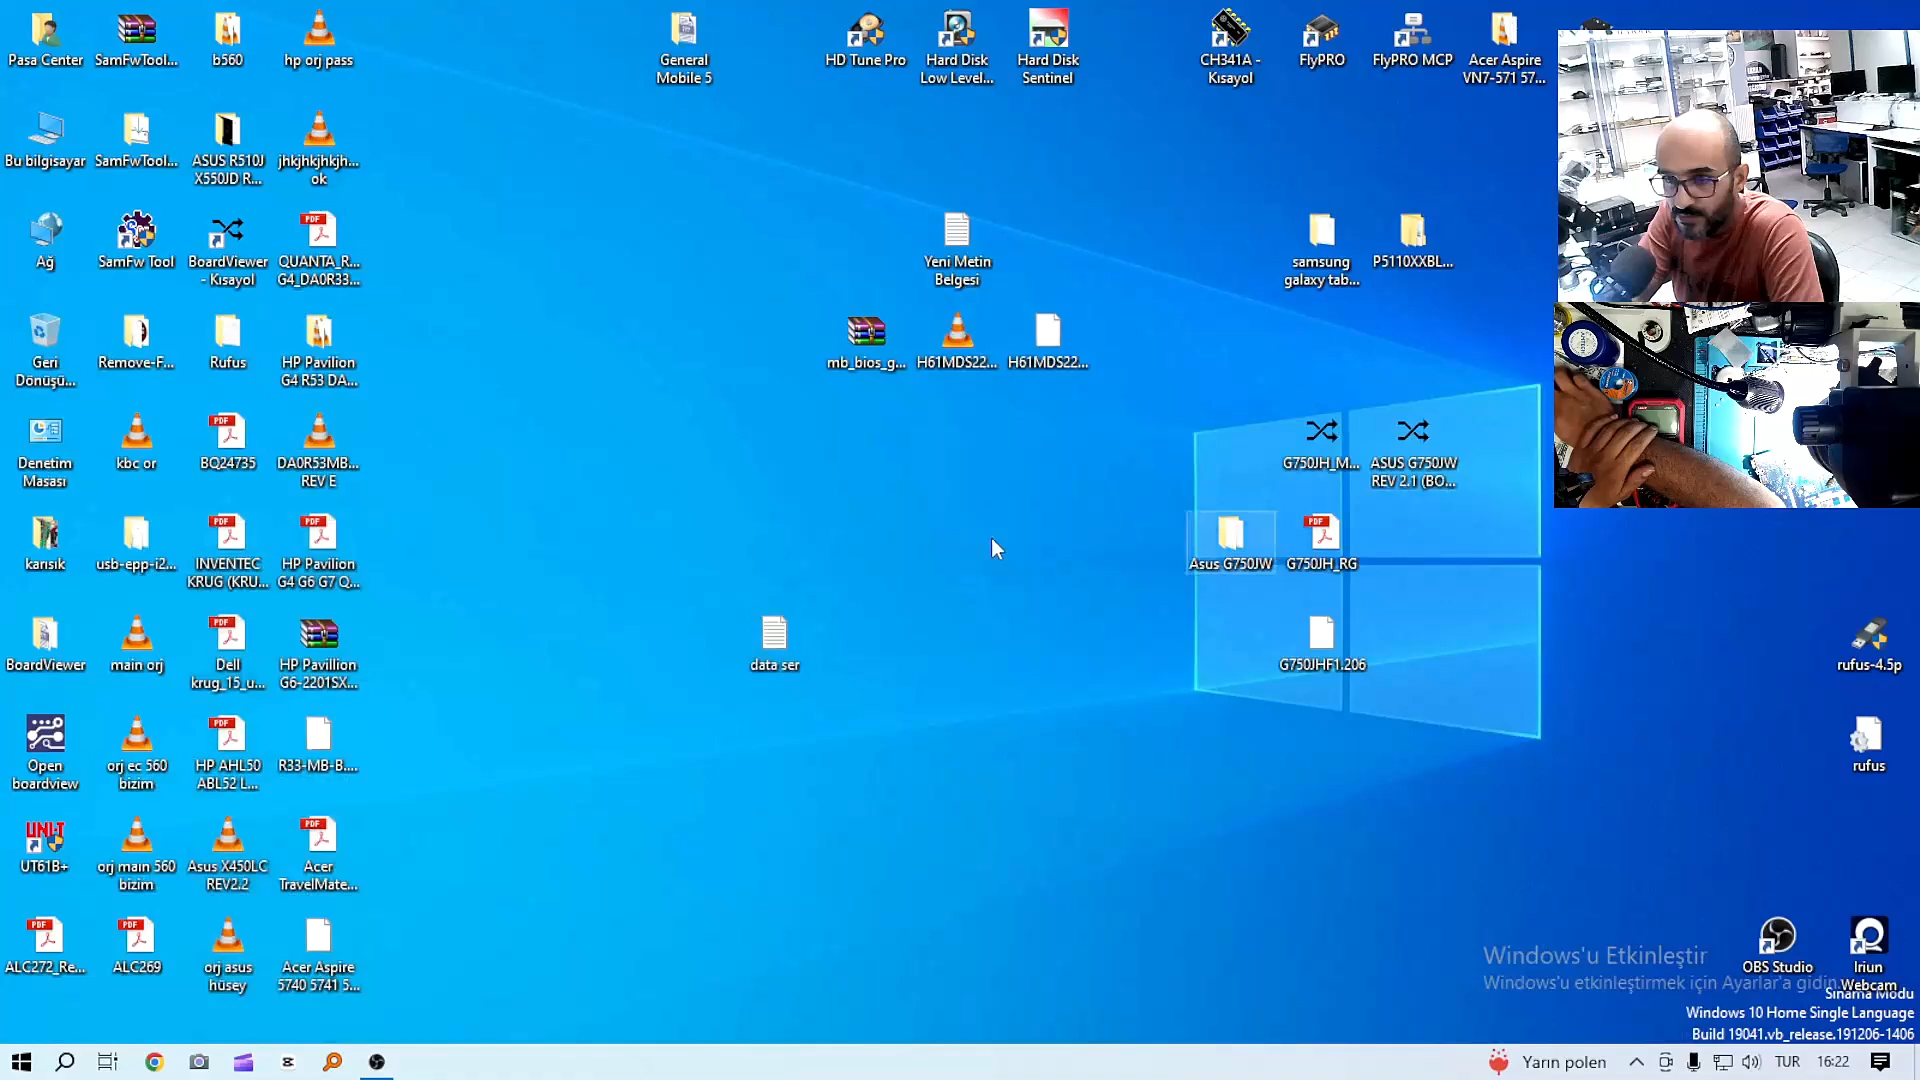 Pasa Center
SamFwTool...
b560
hp orj pass
General
Mobile 5
HD Tune Pro
Hard Disk
Low Level...
Hard Disk
Sentinel
CH341A -
Kısayol
FlyPRO
FlyPRO MCP
Acer Aspire
VN7-571 57...
Bu bilgisayar
SamFwTool...
ASUS R510J
X550JD R...
jhkjhkjhkjh...
ok
Ağ
SamFw Tool
BoardViewer
- Kısayol
QUANTA_R...
G4_DA0R33...
Yeni Metin
Belgesi
samsung
galaxy tab...
P5110XXBL...
Geri
Dönüşü...
Remove-F...
Rufus
HP Pavilion
G4 R53 DA...
mb_bios_g...
H61MDS22...
H61MDS22...
Denetim
Masası
kbc or
BQ24735
DA0R53MB...
REV E
G750JH_M...
ASUS G750JW
REV 2.1 (BO...
karısık
usb-epp-i2...
INVENTEC
KRUG (KRU...
HP Pavilion
G4 G6 G7 Q...
Asus G750JW
G750JH_RG
BoardViewer
main orj
Dell
krug_15_u...
HP Pavillion
G6-2201SX...
data ser
G750JHF1.206
rufus-4.5p
Open
boardview
orj ec 560
bizim
HP AHL50
ABL52 L...
R33-MB-B....
rufus
UNI-T
UT61B+
orj maın 560
bizim
Asus X450LC
REV2.2
Acer
TravelMate...
ALC272_Re...
ALC269
orj asus
hüsey
Acer Aspire
5740 5741 5...
OBS Studio
Iriun
Webcam
Windows'u Etkinleştir
Windows'u etkinleştirmek için Ayarlar'a gidin.
Sınama Modu
Windows 10 Home Single Language
Build 19041.vb_release.191206-1406
Yarın polen
TUR
16:22